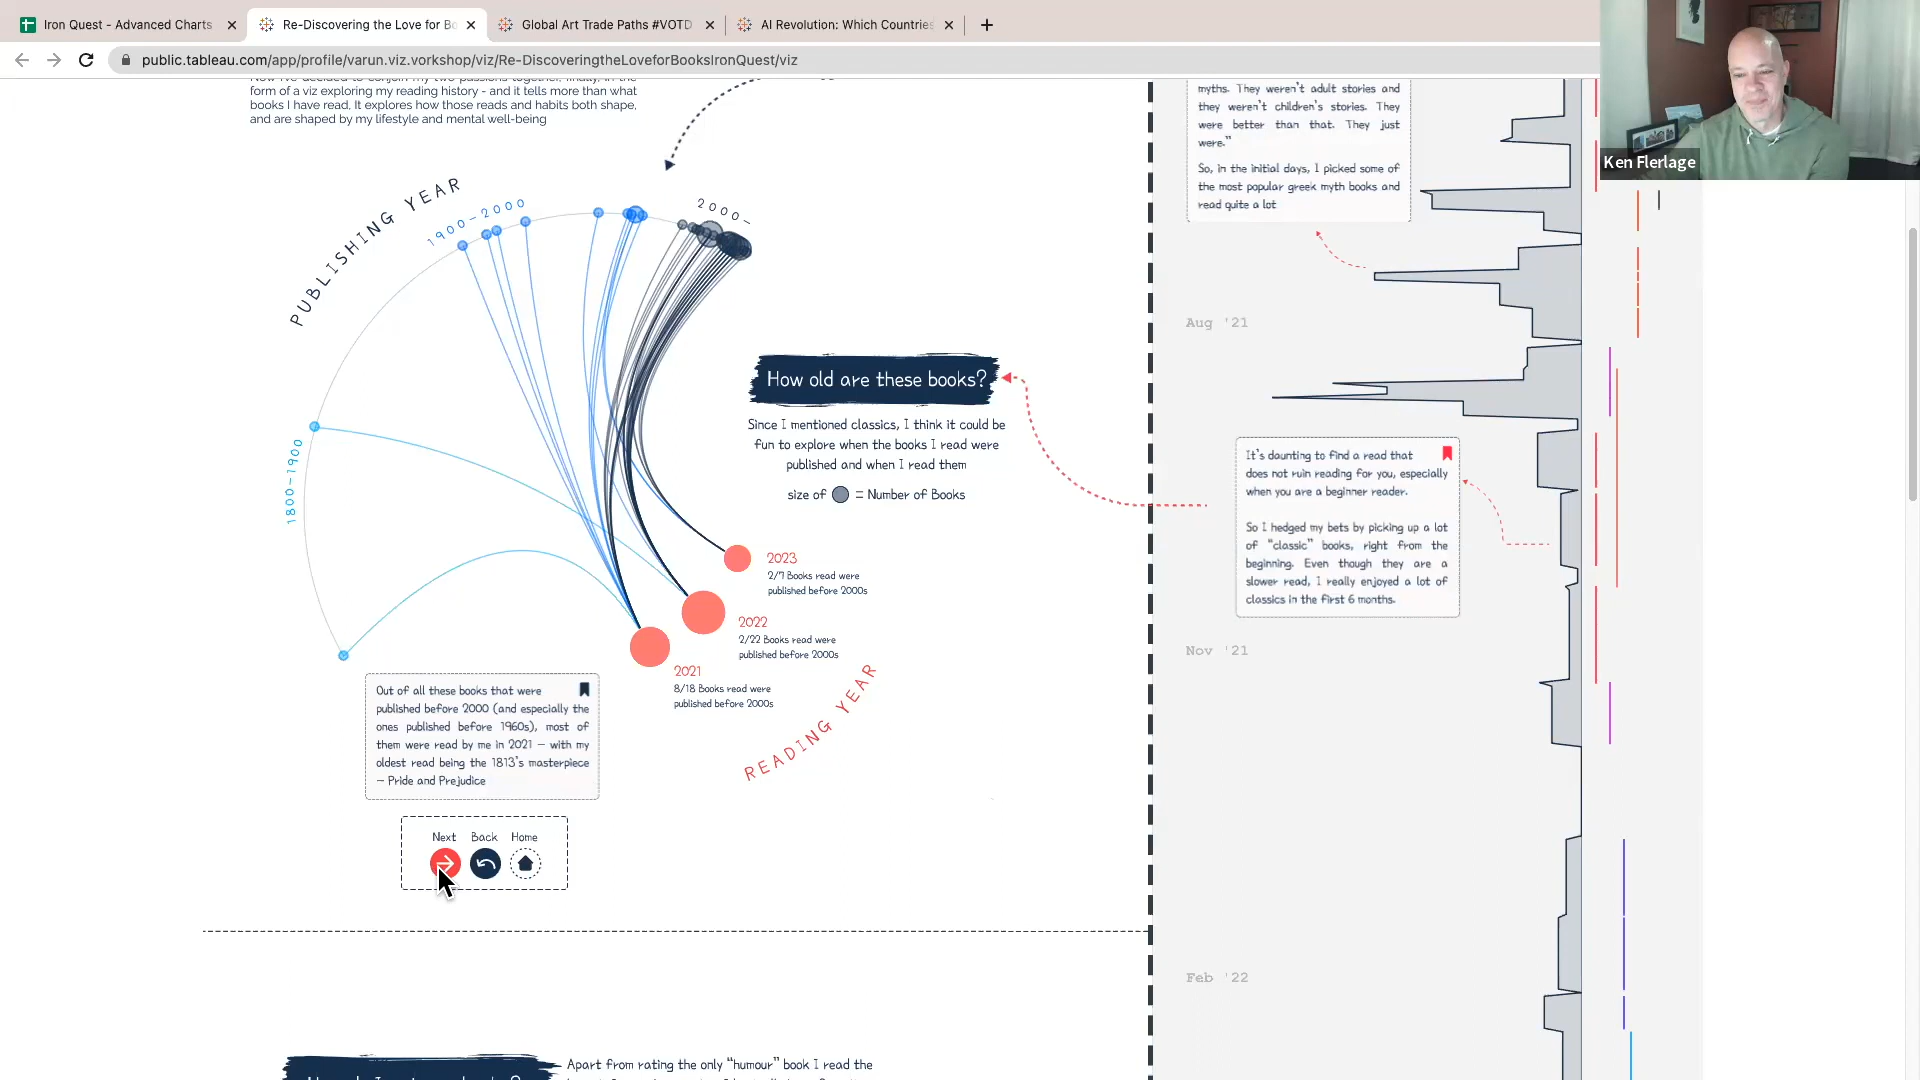 Iron Quest - Advanced Charts
Re-Discovering the Love for Bo
Global Art Trade Paths #VOTD
AI Revolution: Which Countries
public.tableau.com/app/profile/varun.viz.vorkshop/viz/Re-DiscoveringtheLoveforBooksIronQuest/viz
Ken Flerlage
form of a viz exploring my reading history - and it tells more than what
books I have read. It explores how those reads and habits both shape,
and are shaped by my lifestyle and mental well-being
PUBLISHING YEAR
1900-2000
2000-
1800-1900
How old are these books?
Since I mentioned classics, I think it could be
fun to explore when the books I read were
published and when I read them
size of = Number of Books
2023
2/7 Books read were
published before 2000s
2022
2/22 Books read were
published before 2000s
2021
8/18 Books read were
published before 2000s
READING YEAR
Out of all these books that were
published before 2000 (and especially the
ones published before 1960s), most of
them were read by me in 2021 – with my
oldest read being the 1813's masterpiece
– Pride and Prejudice
Next Back Home
Apart from rating the only “humour” book I read the
myths. They weren't adult stories and
they weren't children's stories. They
were better than that. They just
were.”
So, in the initial days, I picked some of
the most popular greek myth books and
read quite a lot
Aug '21
It's daunting to find a read that
does not ruin reading for you, especially
when you are a beginner reader.
So I hedged my bets by picking up a lot
of “classic” books, right from the
beginning. Even though they are a
slower read, I really enjoyed a lot of
classics in the first 6 months.
Nov '21
Feb '22